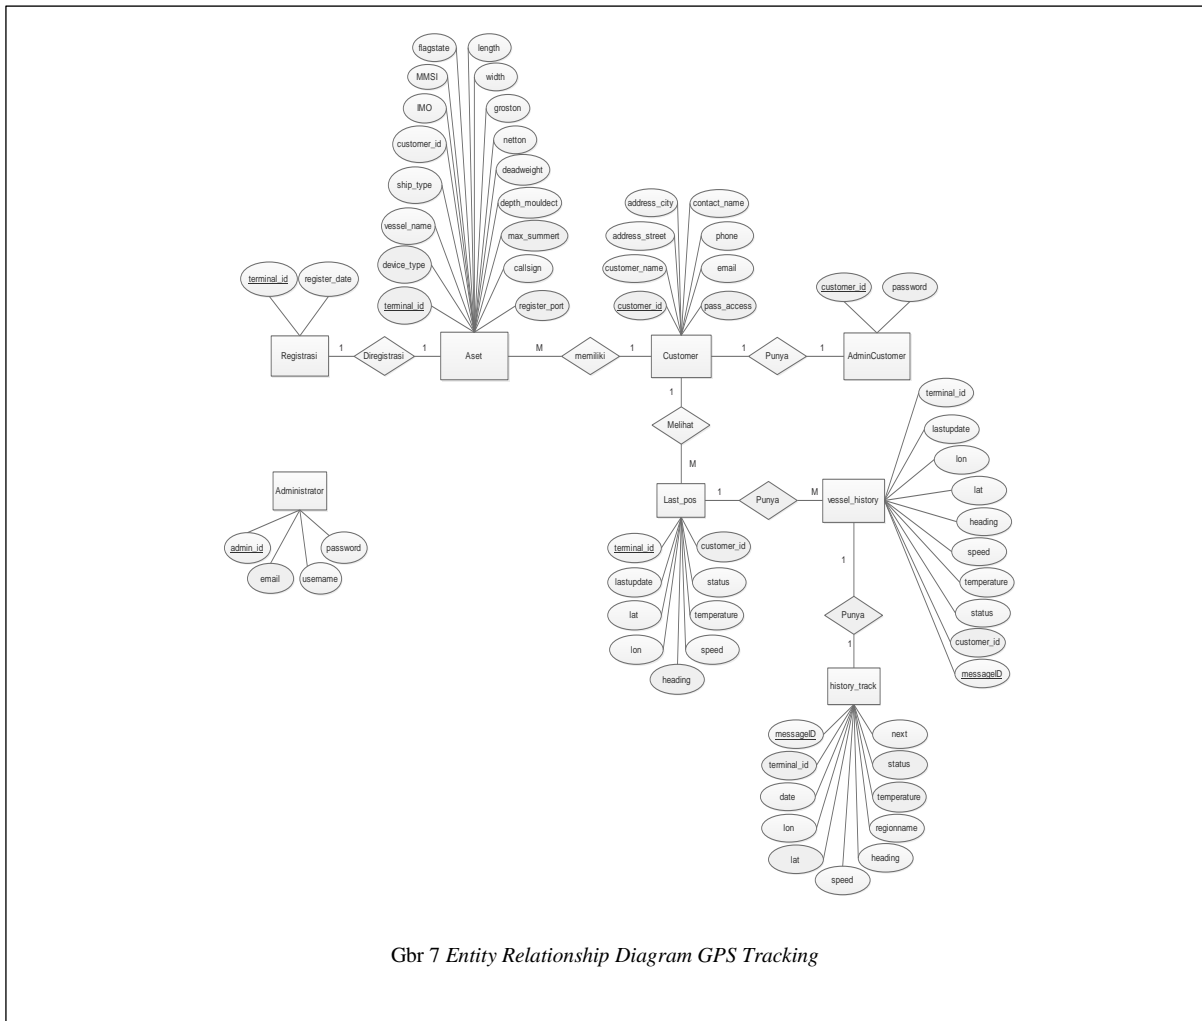 flagstate
length
MMSI
width
IMO
groston
customer_id
netton
deadweight
ship_type
depth_mouldect
vessel_name
max_summert
device_type
callsign
terminal_id
register_port
terminal_id
register_date
address_city
contact_name
address_street
phone
customer_name
email
customer_id
pass_access
customer_id
password
Registrasi
1
Diregistrasi
1
Aset
M
memiliki
1
Customer
1
Punya
1
AdminCustomer
1
Melihat
M
Administrator
admin_id
password
email
username
Last_pos
1
Punya
M
vessel_history
terminal_id
lastupdate
lon
lat
heading
speed
temperature
status
customer_id
messageID
terminal_id
customer_id
lastupdate
status
lat
temperature
lon
speed
heading
1
Punya
1
history_track
messageID
next
terminal_id
status
date
temperature
lon
regionname
lat
heading
speed
Gbr 7 Entity Relationship Diagram GPS Tracking